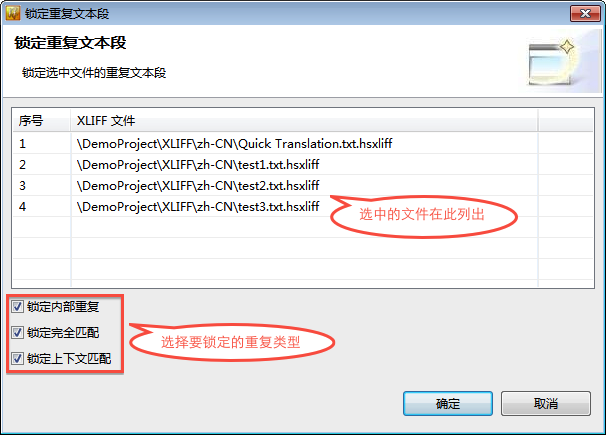 锁定重复文本段
锁定重复文本段
锁定选中文件的重复文本段
序号 XLIFF 文件
1 \DemoProject\XLIFF\zh-CN\Quick Translation.txt.hsxliff
2 \DemoProject\XLIFF\zh-CN\test1.txt.hsxliff
3 \DemoProject\XLIFF\zh-CN\test2.txt.hsxliff
4 \DemoProject\XLIFF\zh-CN\test3.txt.hsxliff
选中的文件在此列出
锁定内部重复
锁定完全匹配
选择要锁定的重复类型
锁定上下文匹配
确定 取消